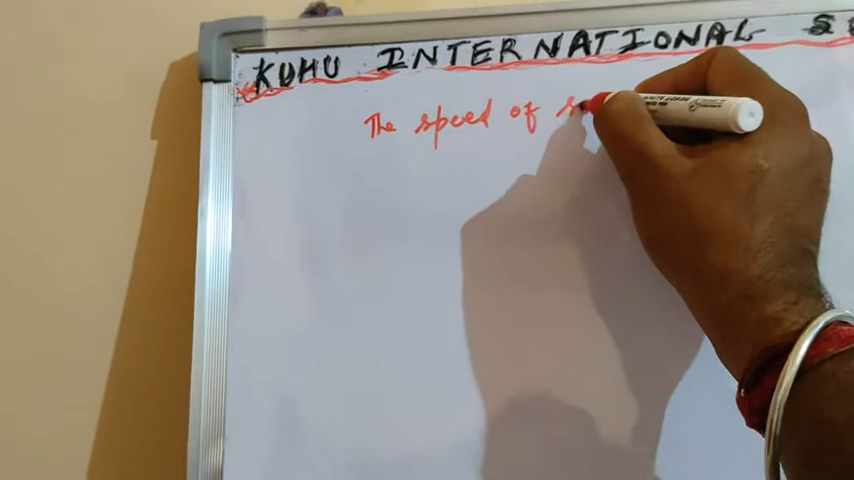 KUHU INTERNATIONAL
The speed of